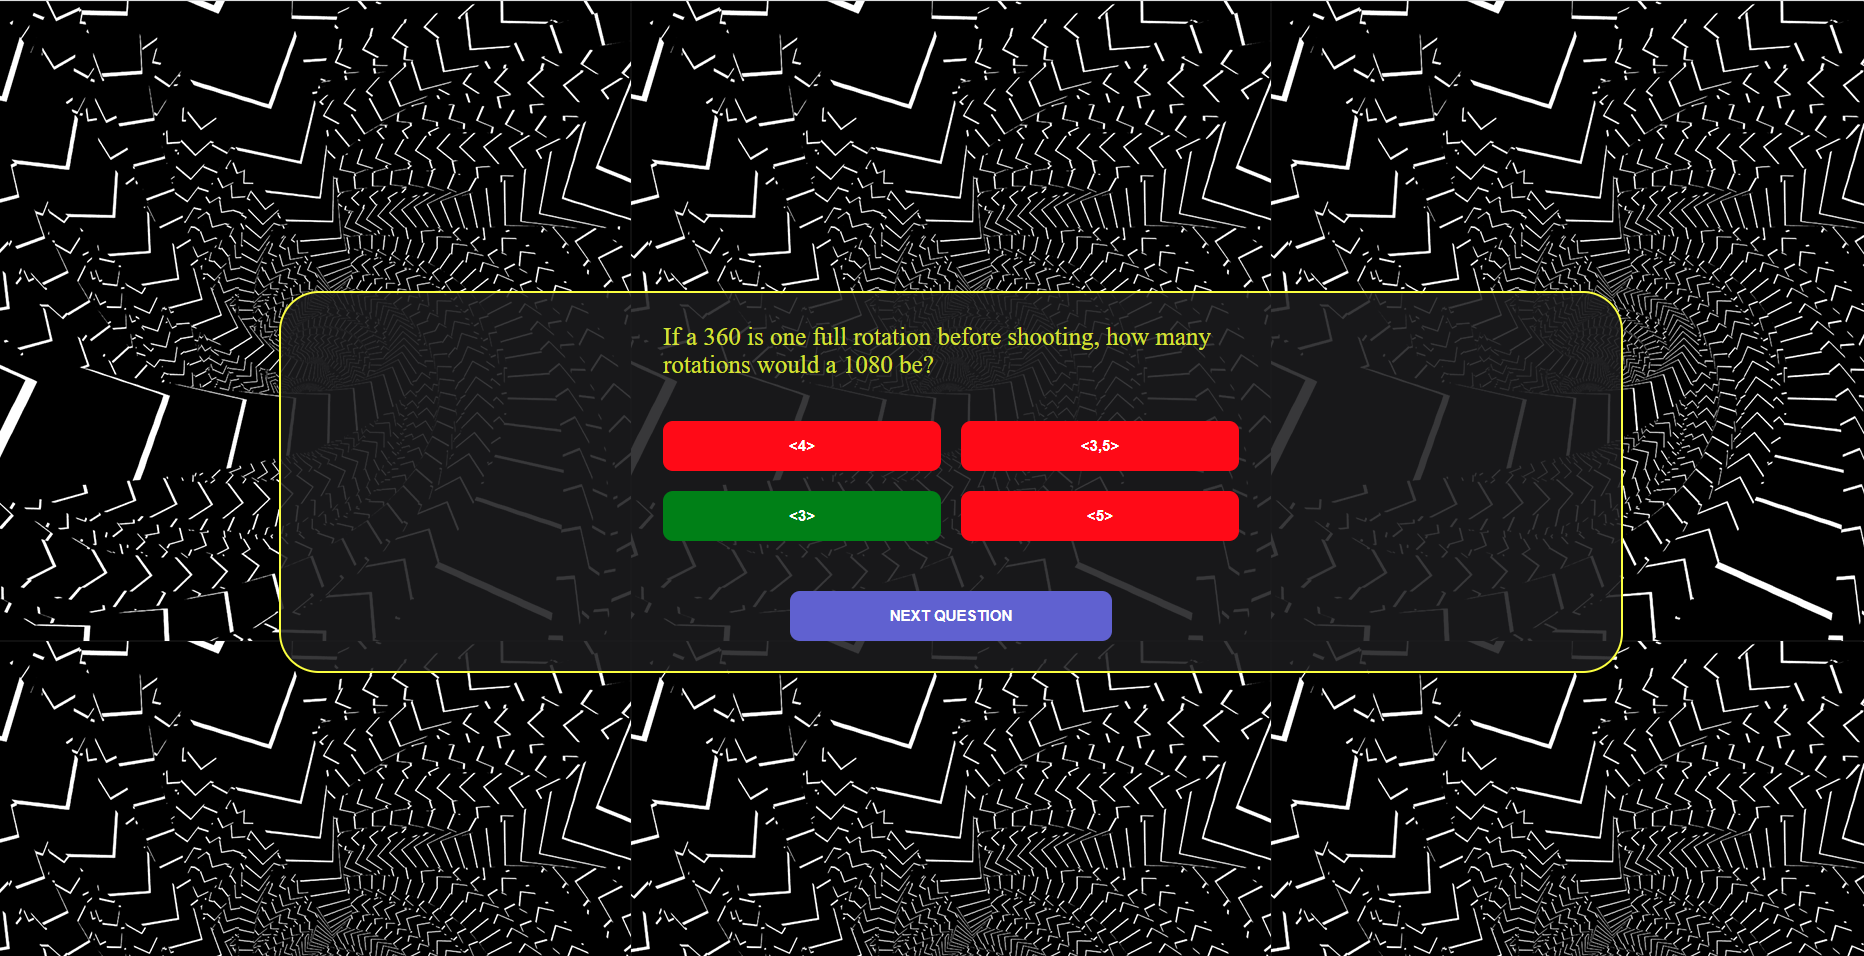 If a 360 is one full rotation before shooting, how many
rotations would a 1080 be?
<4>
<3,5>
<3>
<5>
NEXT QUESTION